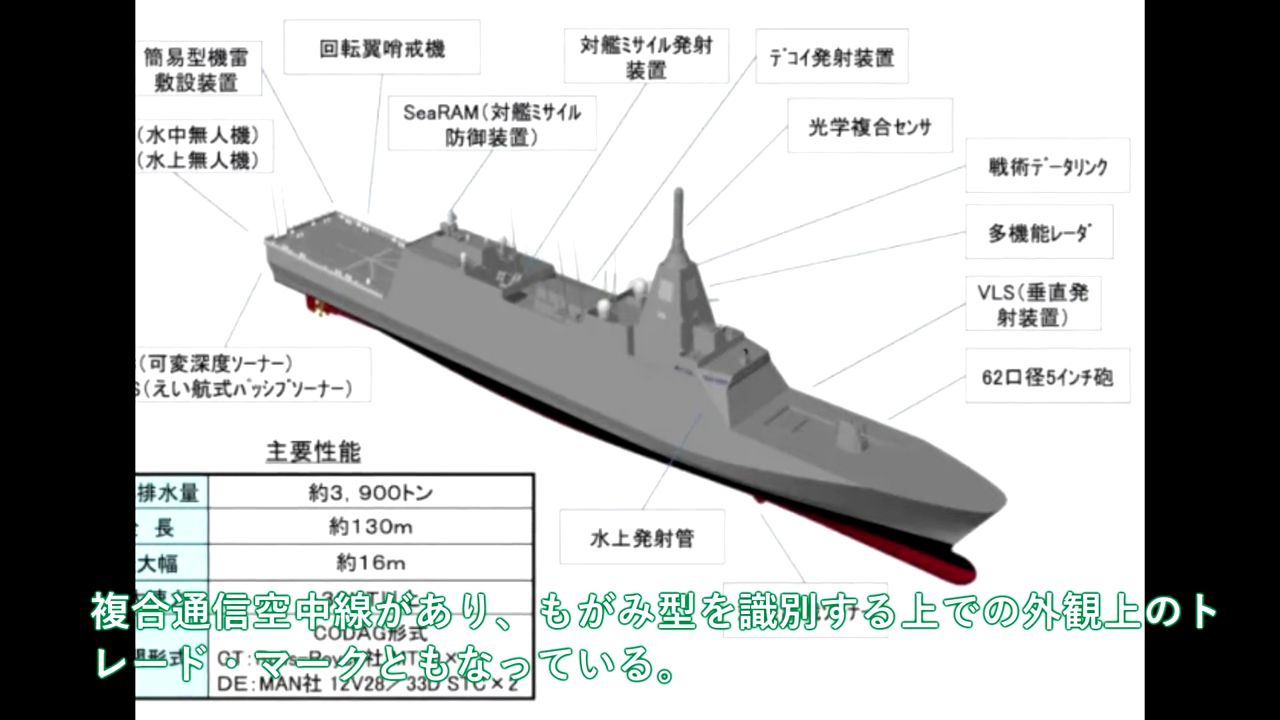 簡易型機雷
敷設装置
回転翼哨戒機
対艦ミサイル発射
装置
デコイ発射装置
SeaRAM(対艦ミサイル
防御装置)
光学複合センサ
(水中無人機)
(水上無人機)
戦術データリンク
多機能レーダ
VLS(垂直発
射装置)
62口径5インチ砲
(可変深度ソーナー)
S(えい航式パッシブソーナー)
水上発射管
主要性能
排水量 約3,900トン
長 約130m
大幅 約16m
CODAG形式
DE:MAN社 12V28/33D STC×2
複合通信空中線があり、もがみ型を識別する上での外観上のト
レード・マークともなっている。